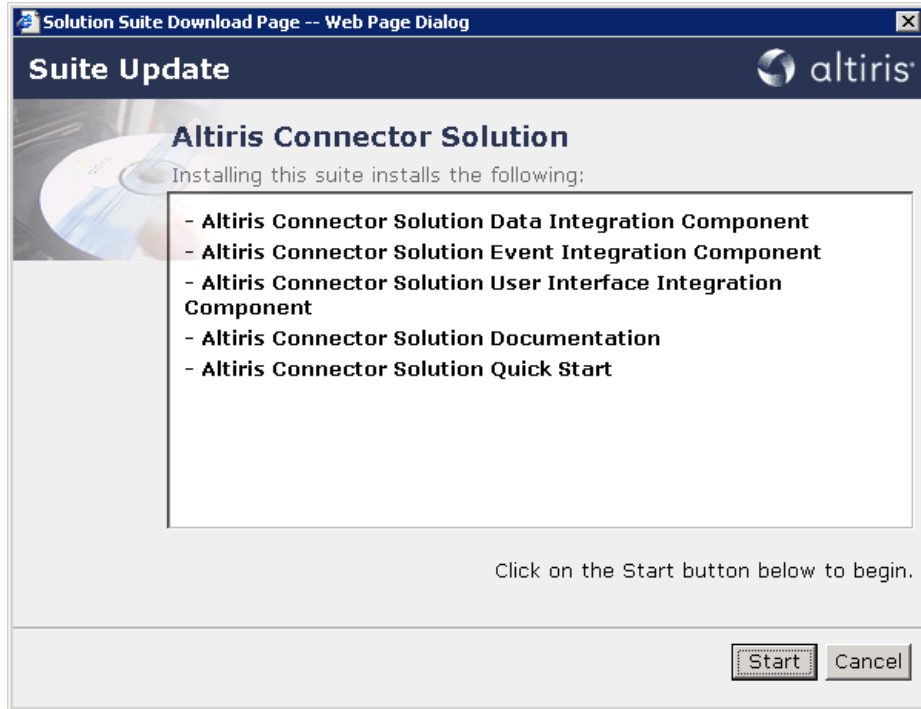 Solution Suite Download Page -- Web Page Dialog
Suite Update
altiris
Altiris Connector Solution
Installing this suite installs the following:
- Altiris Connector Solution Data Integration Component
- Altiris Connector Solution Event Integration Component
- Altiris Connector Solution User Interface Integration
Component
- Altiris Connector Solution Documentation
- Altiris Connector Solution Quick Start
Click on the Start button below to begin.
Start Cancel